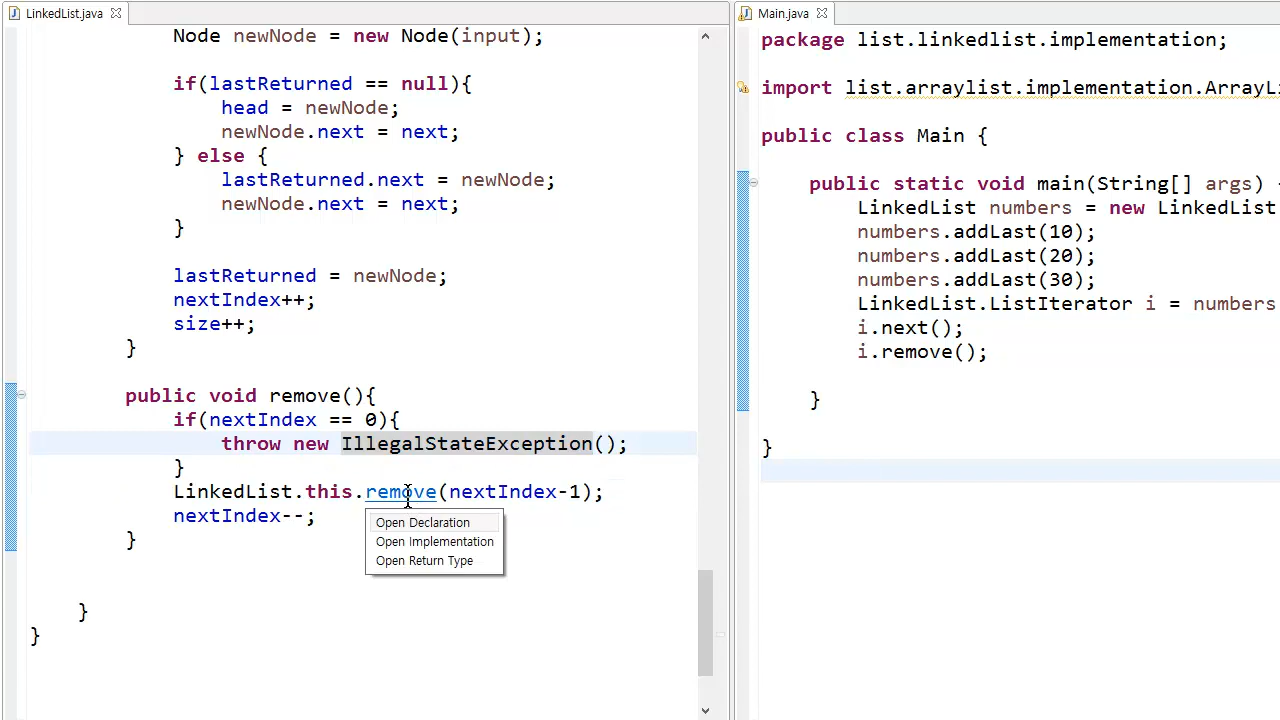 LinkedList.java
Node newNode = new Node(input);
if(lastReturned == null){
head = newNode;
newNode.next = next;
} else {
lastReturned.next = newNode;
newNode.next = next;
}
lastReturned = newNode;
nextIndex++;
size++;
}
public void remove(){
if(nextIndex == 0){
throw new IllegalStateException();
}
LinkedList.this.remove(nextIndex-1);
nextIndex--;
}
Open Declaration
Open Implementation
Open Return Type
}
}
Main.java
package list.linkedlist.implementation;
import list.arraylist.implementation.ArrayLi
public class Main {
public static void main(String[] args) {
LinkedList numbers = new LinkedList
numbers.addLast(10);
numbers.addLast(20);
numbers.addLast(30);
LinkedList.ListIterator i = numbers
i.next();
i.remove();
}
}